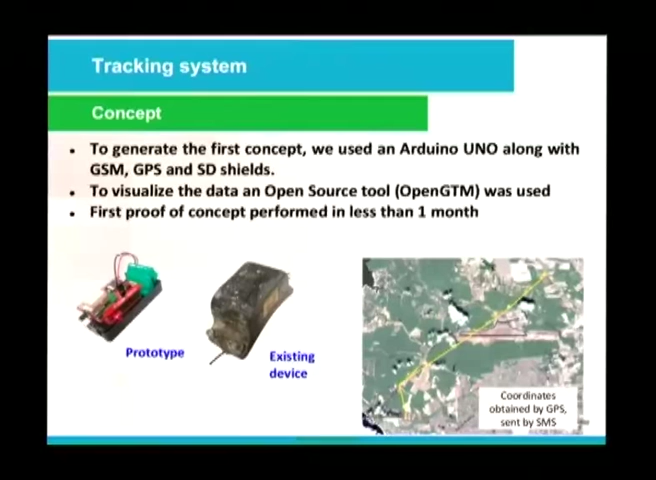 Tracking system
Concept
• To generate the first concept, we used an Arduino UNO along with
GSM, GPS and SD shields.
• To visualize the data an Open Source tool (OpenGTM) was used
• First proof of concept performed in less than 1 month
Prototype
Existing
device
Coordinates
obtained by GPS,
sent by SMS